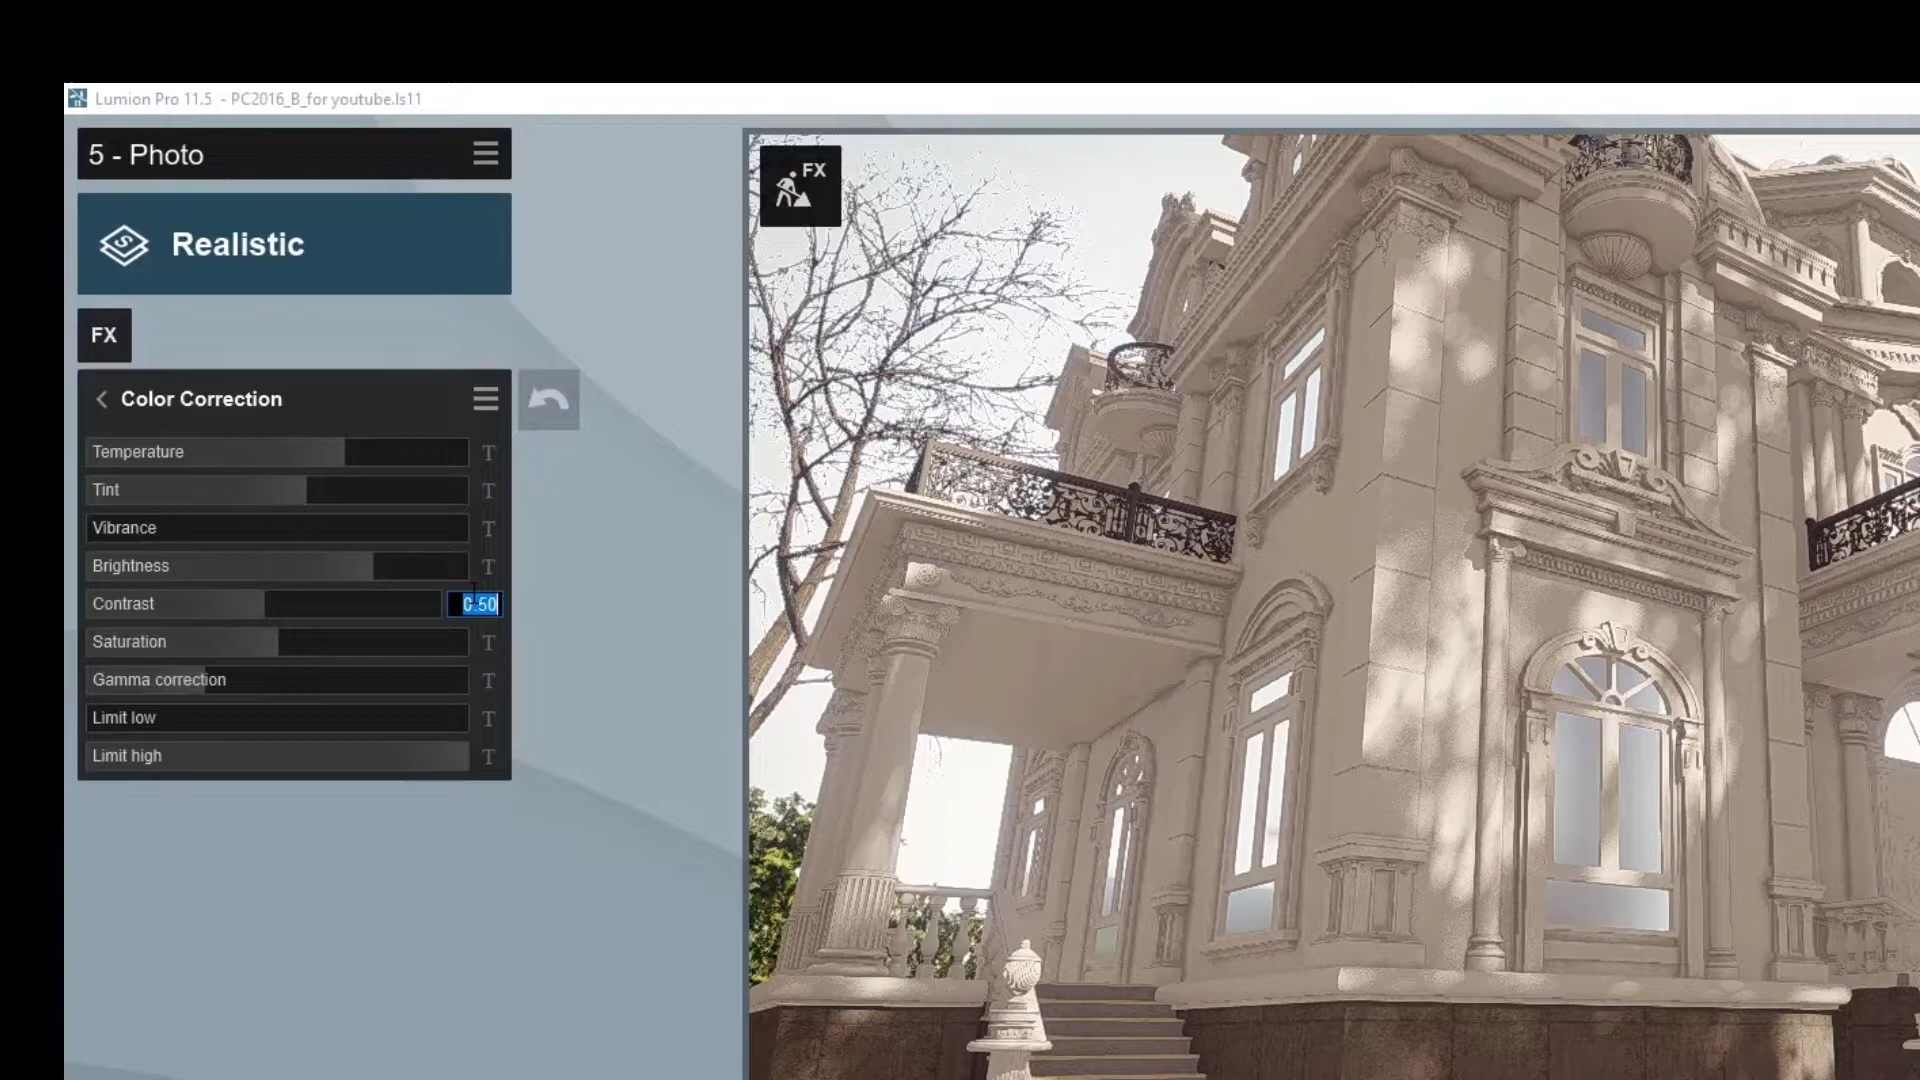 Lumion Pro 11.5 - PC2016_B_for youtube.ls11
5 - Photo
FX
Realistic
FX
Color Correction
Temperature T
Tint T
Vibrance T
Brightness T
Contrast 0.50
Saturation T
Gamma correction T
Limit low T
Limit high T